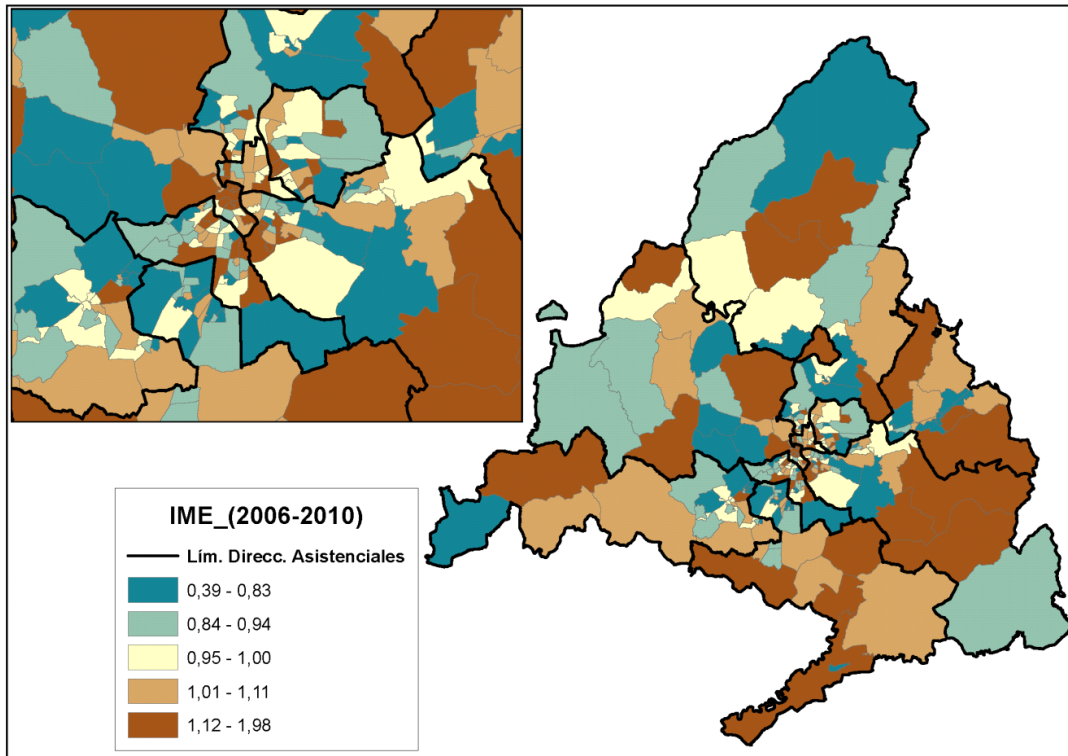 IME_(2006-2010)
Lím. Direcc. Asistenciales
0,39 - 0,83
0,84 - 0,94
0,95 - 1,00
1,01 - 1,11
1,12 - 1,98